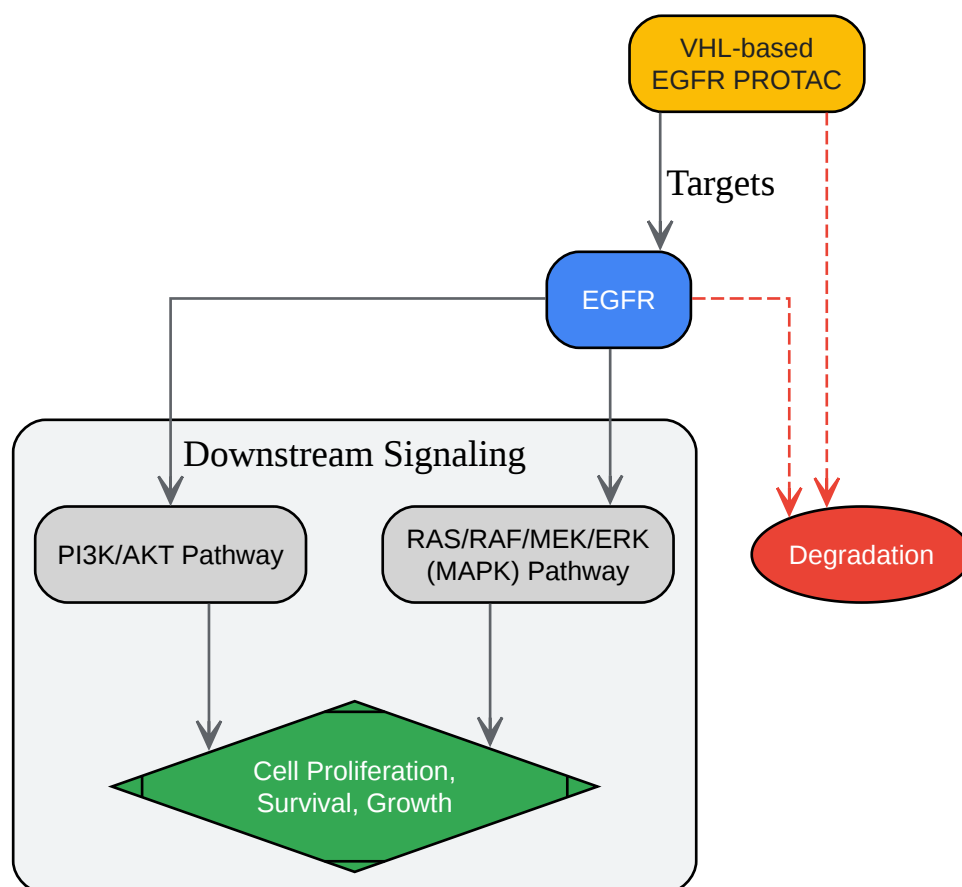 VHL-based
EGFR PROTAC
Targets
EGFR
Downstream Signaling
PI3K/AKT Pathway
RAS/RAF/MEK/ERK
(MAPK) Pathway
Degradation
Cell Proliferation,
Survival, Growth